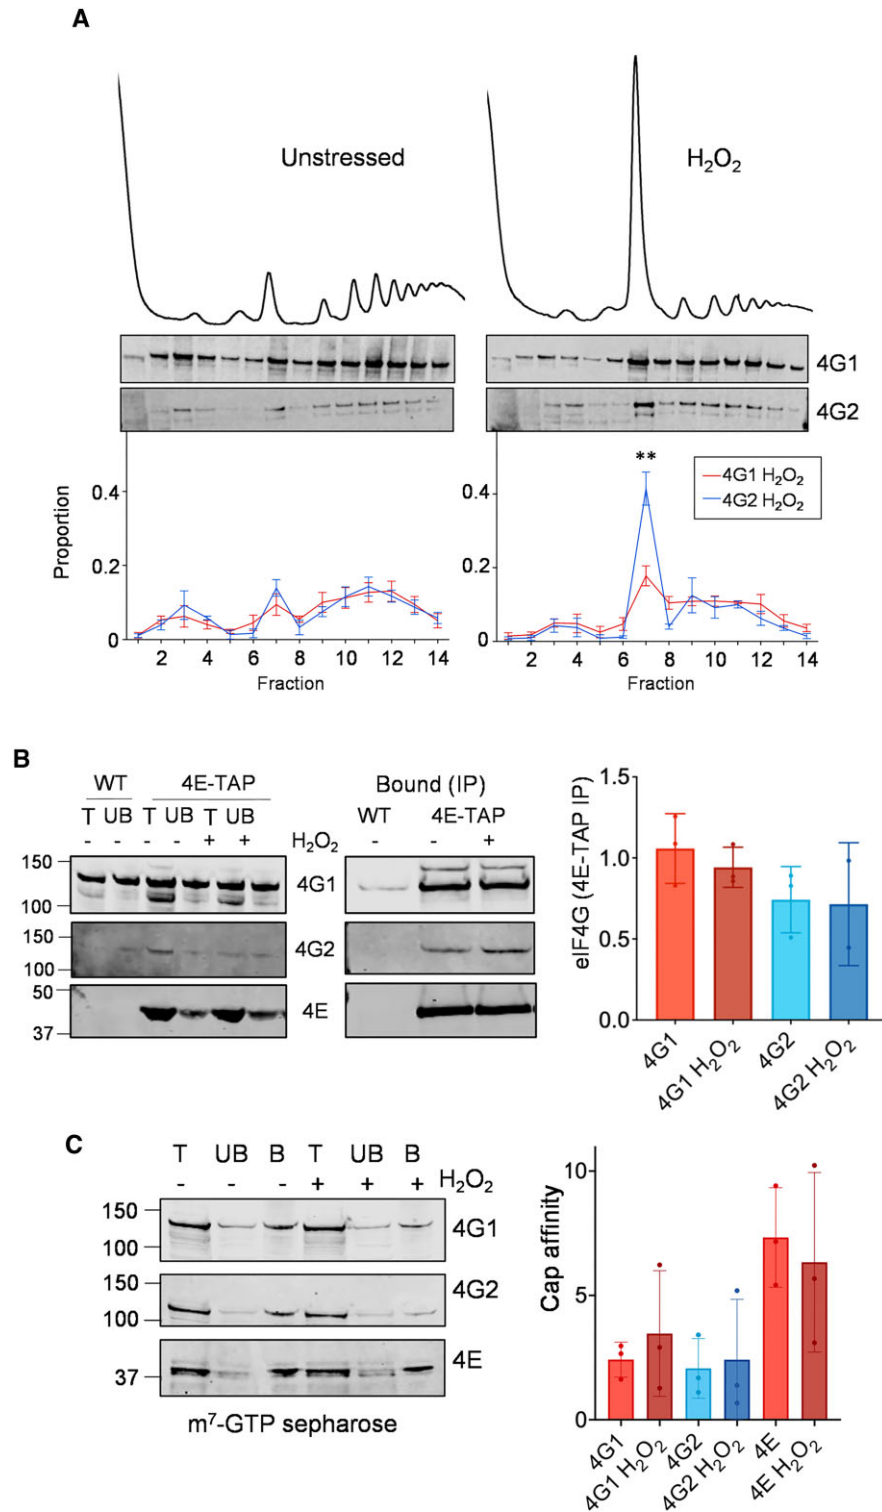 A
Unstressed
H₂O₂
4G1
4G2
**
4G1 H₂O₂
4G2 H₂O₂
Proportion
0.4
0.2
0
2 4 6 8 10 12 14
Fraction
0.4
0.2
0
2 4 6 8 10 12 14
Fraction
B
WT 4E-TAP
T UB T UB T UB
- - - - + + H₂O₂
150
100
150
100
50
37
4G1
4G2
4E
Bound (IP)
WT 4E-TAP
- - +
eIF4G (4E-TAP IP)
1.5
1.0
0.5
0.0
4G1
4G1 H₂O₂
4G2
4G2 H₂O₂
C
T UB B T UB B
- - - + + + H₂O₂
150
100
4G1
150
100
4G2
37
4E
m⁷-GTP sepharose
Cap affinity
10
5
0
4G1
4G1 H₂O₂
4G2
4G2 H₂O₂
4E
4E H₂O₂